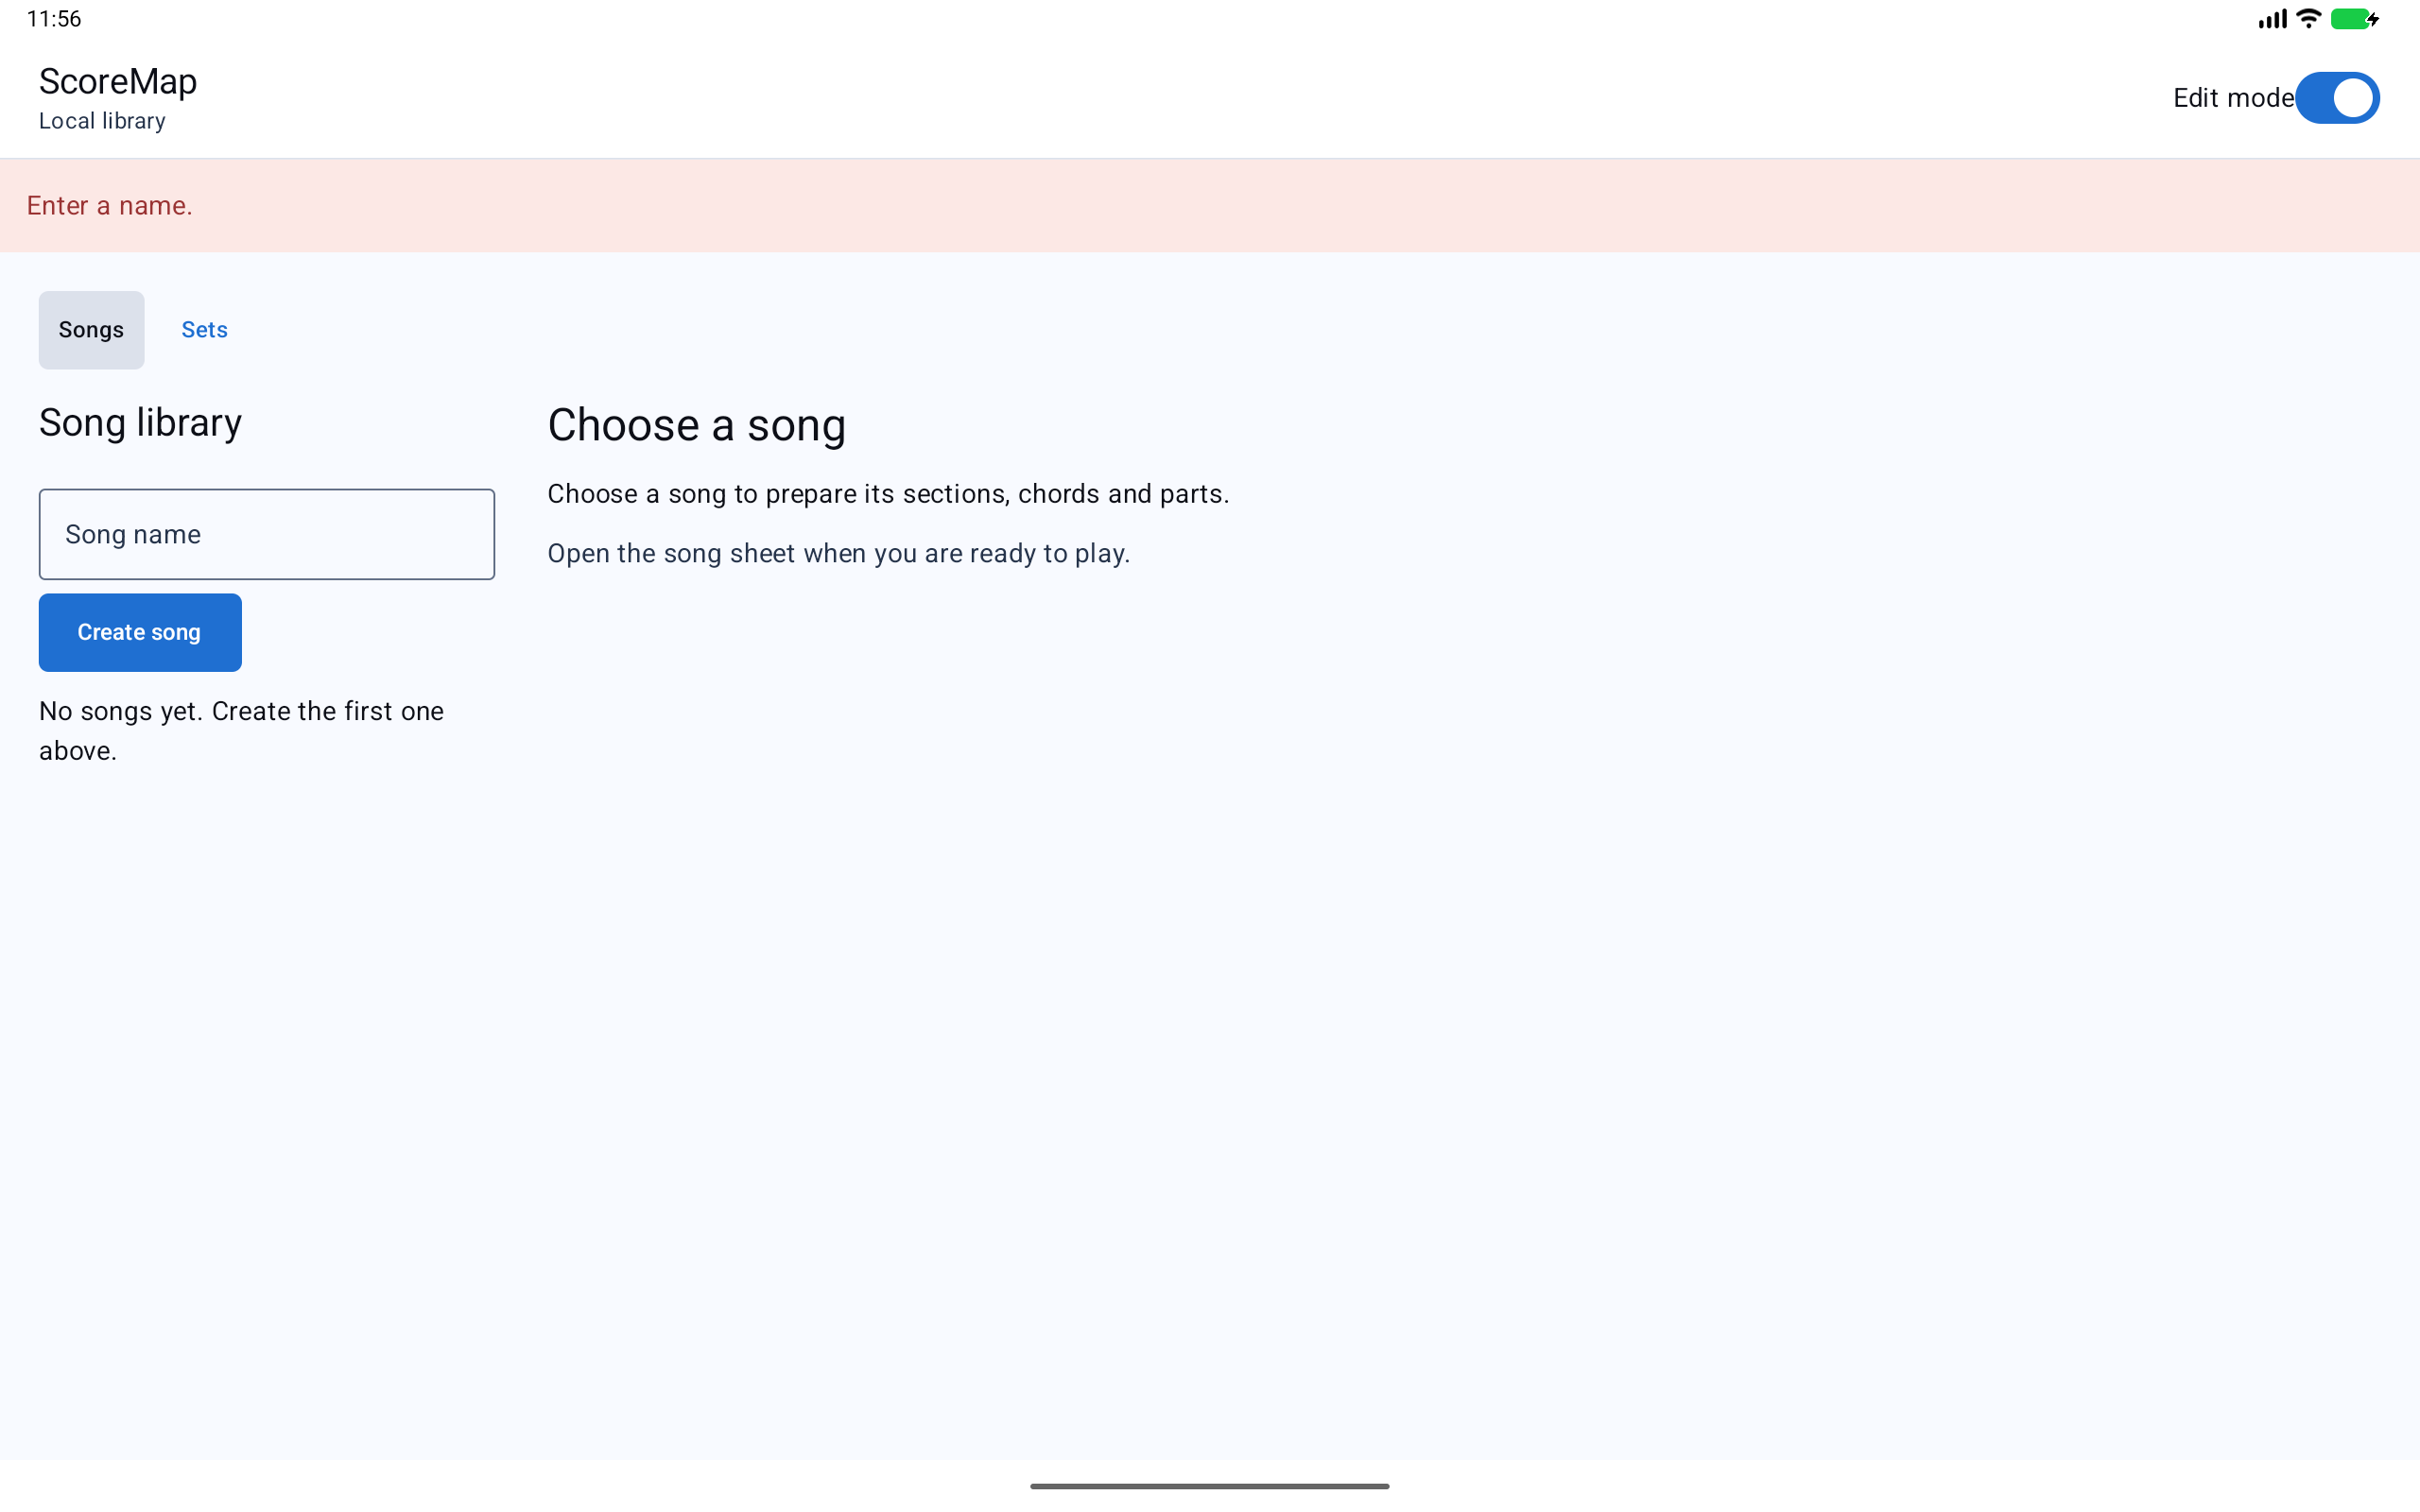 11:56
ScoreMap
Local library
Edit mode
Enter a name.
Songs
Sets
Song library
Song name
Create song
No songs yet. Create the first one
above.
Choose a song
Choose a song to prepare its sections, chords and parts.
Open the song sheet when you are ready to play.